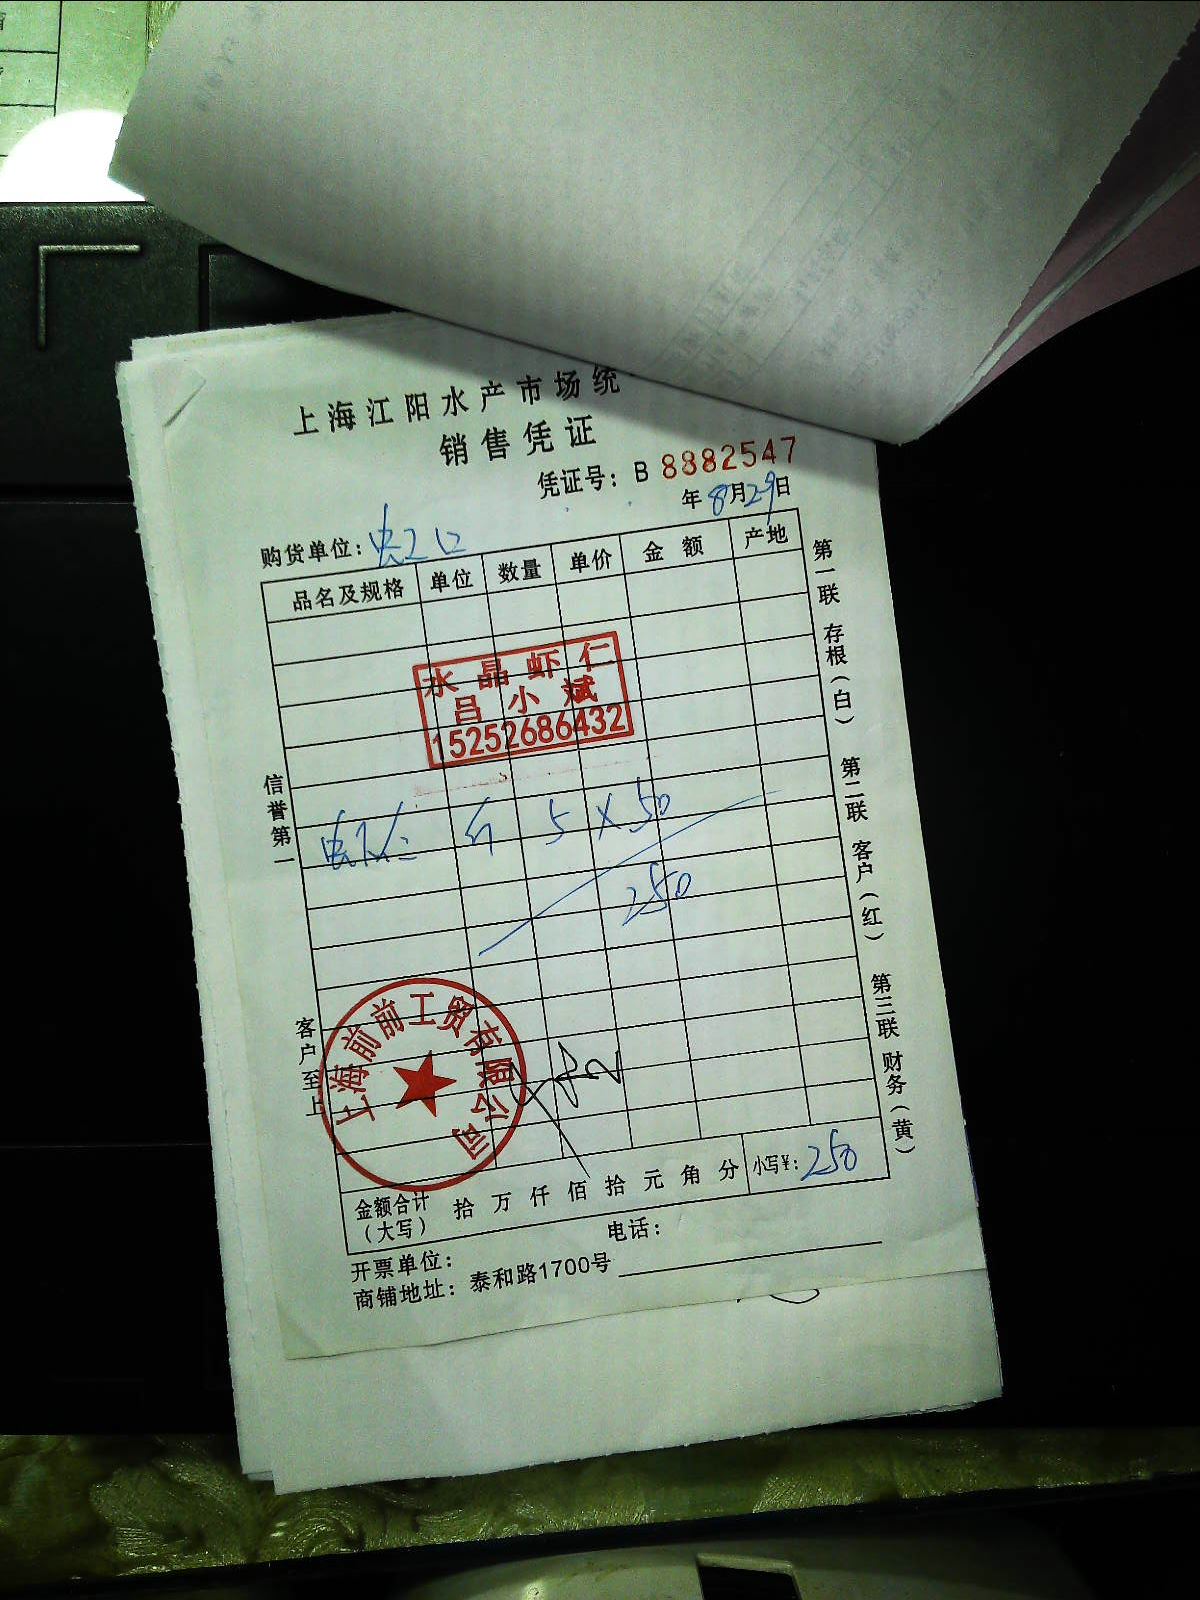 上海江阳水产市场统
销售凭证
凭证号：B 8882547
年8月29日
购货单位：
品名及规格 单位 数量 单价 金额 产地
水晶虾仁
吕小斌
15252686432
斤 5 × 50
250
上海前前工贸有限公司
金额合计（大写） 拾 万 仟 佰 拾 元 角 分 小写¥：250
开票单位： 电话：
商铺地址：泰和路1700号
信誉第一
客户至上
第一联 存根（白） 第二联 客户（红） 第三联 财务（黄）